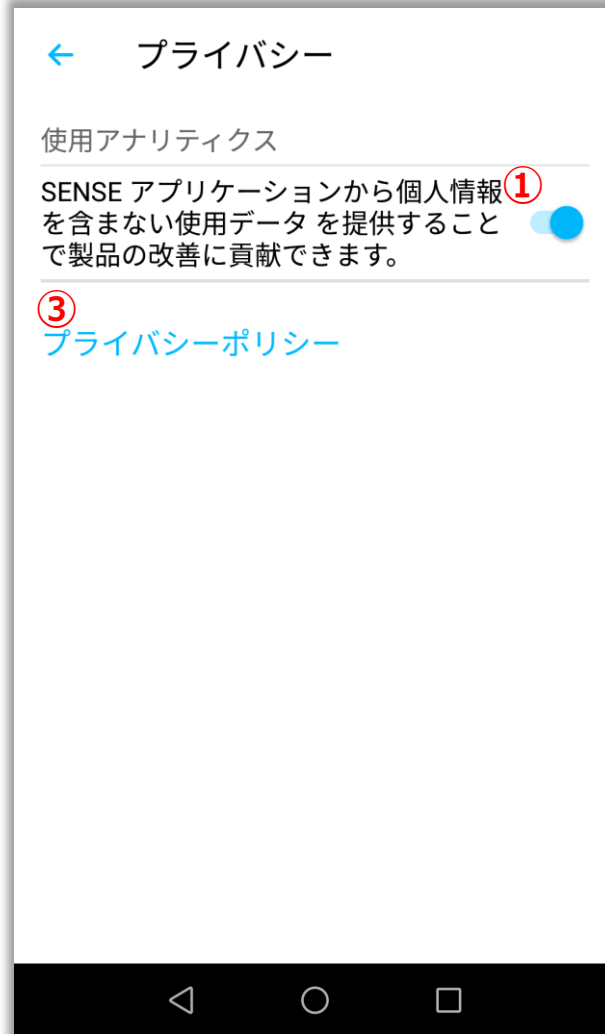 ← プライバシー
使用アナリティクス
SENSE アプリケーションから個人情報 ①
を含まない使用データ を提供すること
で製品の改善に貢献できます。
③
プライバシーポリシー